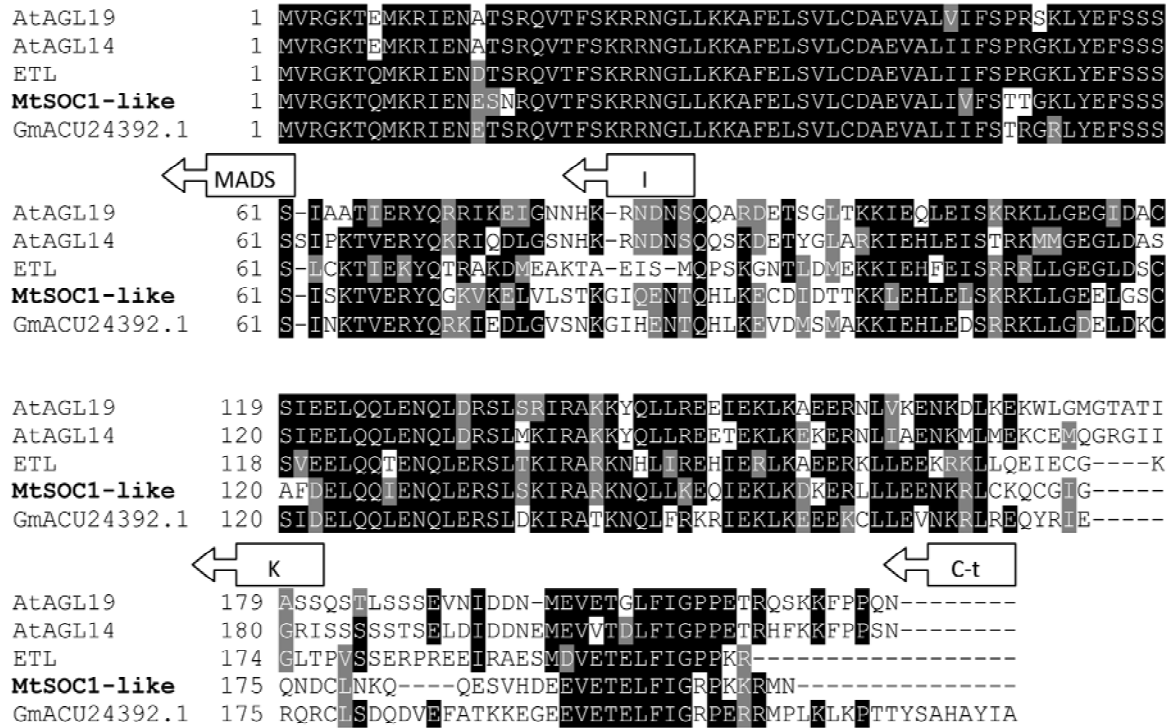 AtAGL19 1 MVRGKTEMKRIENATSRQVTFSKRRNGLLKKAFELSVLCDAEVALVIFSPRSKLYEFSSS
AtAGL14 1 MVRGKTEMKRIENATSRQVTFSKRRNGLLKKAFELSVLCDAEVALIIFSPRGKLYEFSSS
ETL 1 MVRGKTQMKRIENDTSRQVTFSKRRNGLLKKAFELSVLCDAEVALIIFSPRGKLYEFSSS
MtSOC1-like 1 MVRGKTQMKRIENESNRQVTFSKRRNGLLKKAFELSVLCDAEVALIVFSTTGKLYEFSSS
GmACU24392.1 1 MVRGKTQMKRIENETSRQVTFSKRRNGLLKKAFELSVLCDAEVALIIFSTRGRLYEFSSS
MADS I
AtAGL19 61 S-IAATIERYQRRIKEIGNNHK-RNDNSQQARDETSGLTKKIEQLEISKRKLLGEGIDAC
AtAGL14 61 SSIPKTVERYQKRIQDLGSNHK-RNDNSQQSKDETYGLARKIEHLEISTRKMMGEGLDAS
ETL 61 S-LCKTIEKYQTRAKDMEAKTA-EIS-MQPSKGNTLDMEKKIEHFEISRRRLLGEGLDSC
MtSOC1-like 61 S-ISKTVERYQGKVKELVLSTKGIQENTQHLKECDIDTTKKLEHLELSKRKLLGEELGSC
GmACU24392.1 61 S-INKTVERYQRKIEDLGVSNKGIHENTQHLKEVDMSMAKKIEHLEDSRRKLLGDELDKC
AtAGL19 119 SIEELQQLENQLDRSLSRIRAKKYQLLREEIEKLKAEERNLVKENKDLKEKWLGMGTATI
AtAGL14 120 SIEELQQLENQLDRSLMKIRAKKYQLLREETEKLKEKERNLIAENKMLMEKCEMQGRGII
ETL 118 SVEELQQTENQLERSLTKIRARKNHLIREHIERLKAEERKLLEEKRKLLQEIECG----K
MtSOC1-like 120 AFDELQQIENQLERSLSKIRARKNQLLKEQIEKLKDKERLLLEENKRLCKQCGIG-----
GmACU24392.1 120 SIDELQQLENQLERSLDKIRATKNQLFRKRIEKLKEEEKCLLEVNKRLREQYRIE-----
K C-t
AtAGL19 179 ASSQSTLSSSEVNIDDN-MEVETGLFIGPPETRQSKKFPPQN--------
AtAGL14 180 GRISSSSSTSELDIDDNEMEVVTDLFIGPPETRHFKKFPPSN--------
ETL 174 GLTPVSSERPREEIRAESMDVETELFIGPPKR------------------
MtSOC1-like 175 QNDCLNKQ----QESVHDEEVETELFIGRPKKRMN---------------
GmACU24392.1 175 RQRCLSDQDVEFATKKEGEEVETELFIGRPERRMPLKLKPTTYSAHAYIA